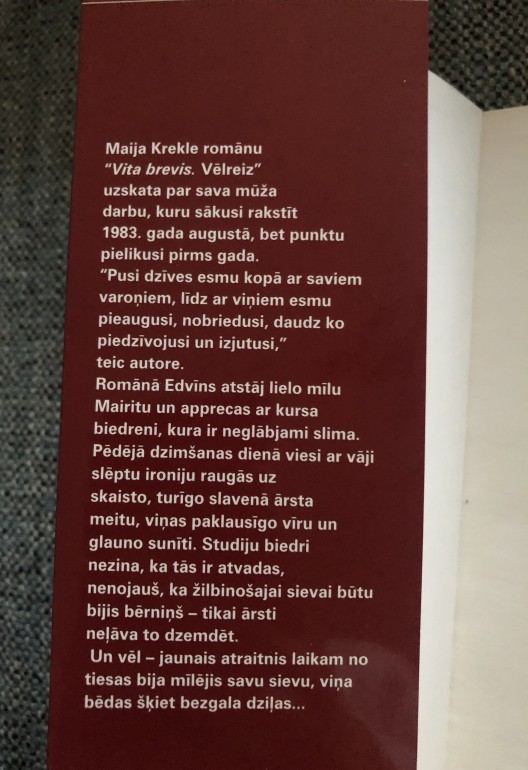 Maija Krekle romānu
“Vita brevis. Vēlreiz”
uzskata par sava mūža
darbu, kuru sākusi rakstīt
1983. gada augustā, bet punktu
pielikusi pirms gada.
“Pusi dzīves esmu kopā ar saviem
varoņiem, līdz ar viņiem esmu
pieaugusi, nobriedusi, daudz ko
piedzīvojusi un izjutusi,”
teic autore.
Romānā Edvīns atstāj lielo mīlu
Mairitu un apprecas ar kursa
biedreni, kura ir neglābjami slima.
Pēdējā dzimšanas dienā viesi ar vāji
slēptu ironiju raugās uz
skaisto, turīgo slavenā ārsta
meitu, viņas paklausīgo vīru un
glauno sunīti. Studiju biedri
nezina, ka tās ir atvadas,
nenojauš, ka žilbinošajai sievai būtu
bijis bērniņš – tikai ārsti
neļāva to dzemdēt.
Un vēl – jaunais atraitnis laikam no
tiesas bija mīlējis savu sievu, viņa
bēdas šķiet bezgala dziļas...